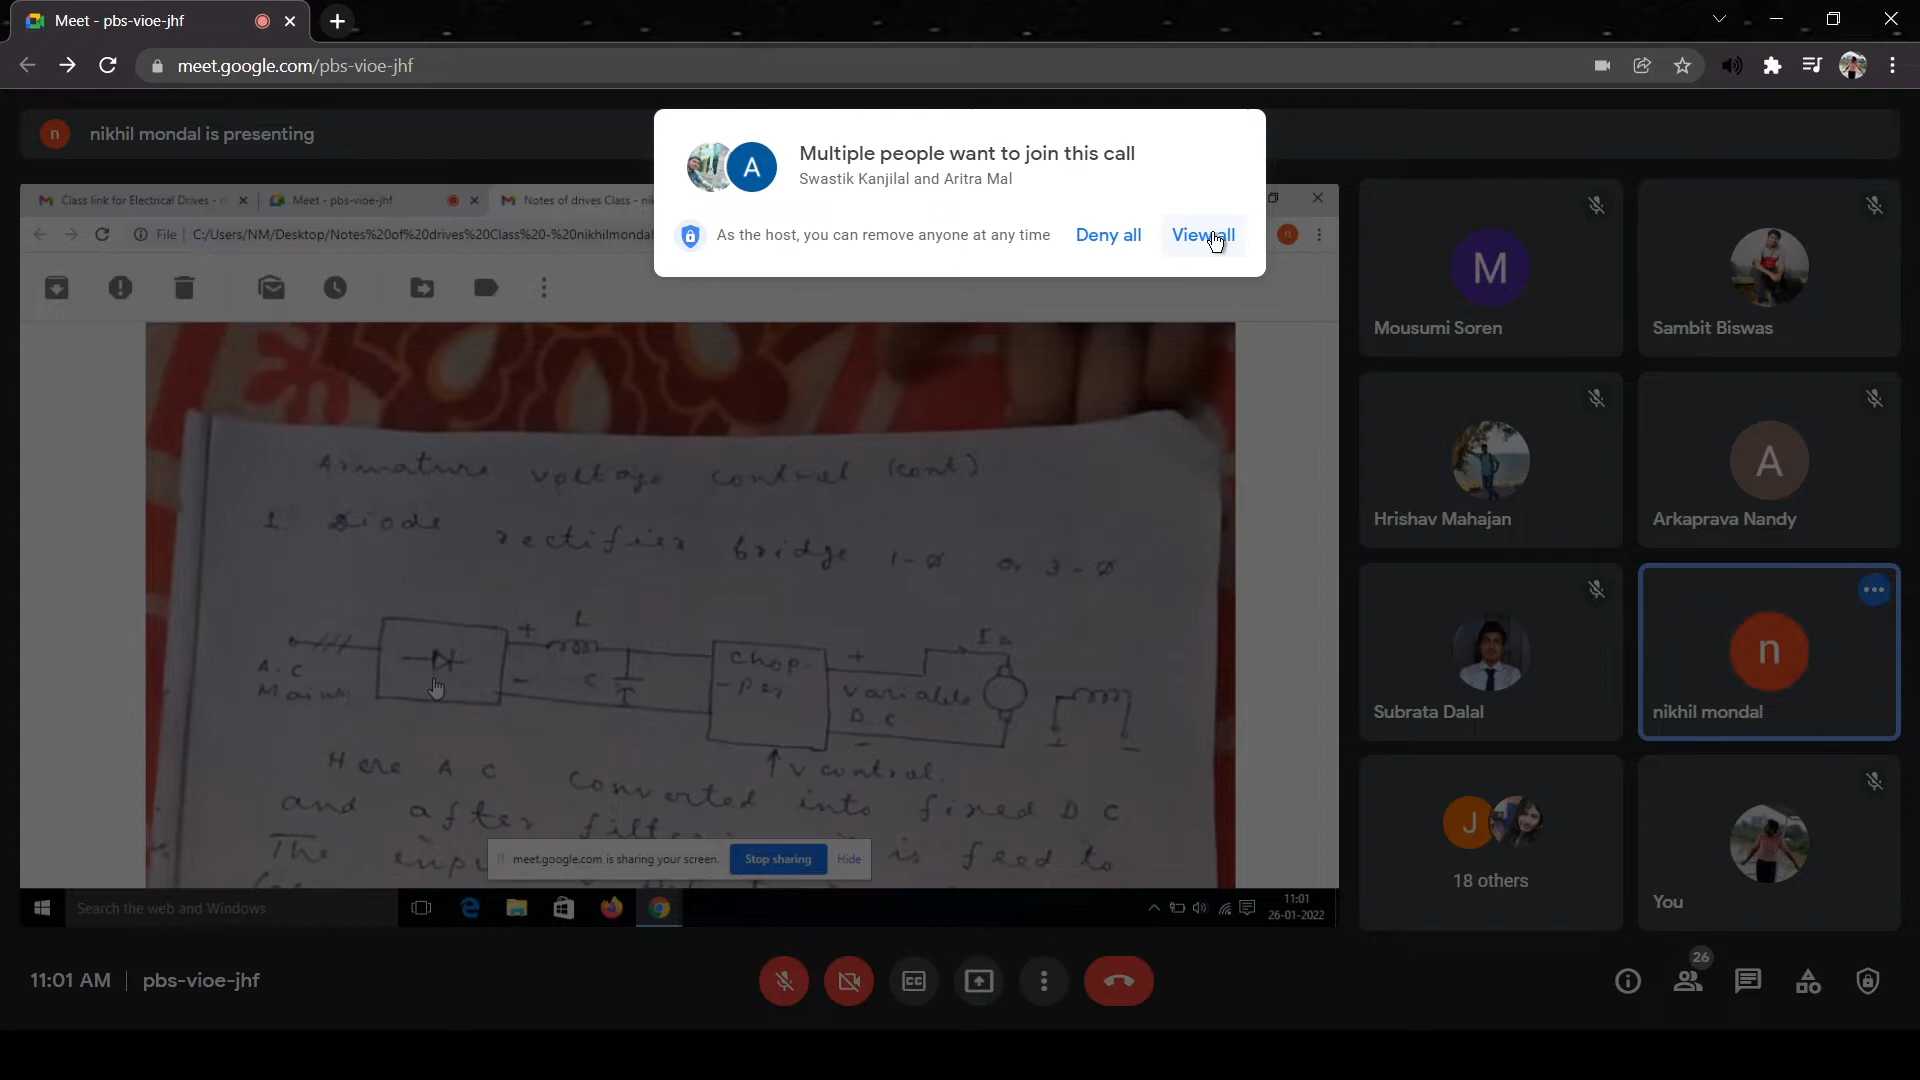 Meet - pbs-vioe-jhf
meet.google.com/pbs-vioe-jhf
n nikhil mondal is presenting
A
Multiple people want to join this call
Swastik Kanjilal and Aritra Mal
As the host, you can remove anyone at any time
Deny all
View all
Class link for Electrical Drives -
Meet - pbs-vioe-jhf
Notes of drives Class - ni
File C:/Users/NM/Desktop/Notes%20of%20drives%20Class%20-%20nikhilmondal
n
Armature voltage control (cont)
1. Diode rectifier bridge 1-Ø or 3-Ø
A.C Mains
+ L
- C
Chop-
-per
+
Variable
D.C
-
Ia
+ -
↑ V control.
Here A C converted into fixed D C
and after
The is feed to
meet.google.com is sharing your screen.
Stop sharing
Hide
Search the web and Windows
11:01
26-01-2022
M
Mousumi Soren
Sambit Biswas
Hrishav Mahajan
A
Arkaprava Nandy
Subrata Dalal
n
nikhil mondal
J
18 others
You
11:01 AM | pbs-vioe-jhf
CC
26